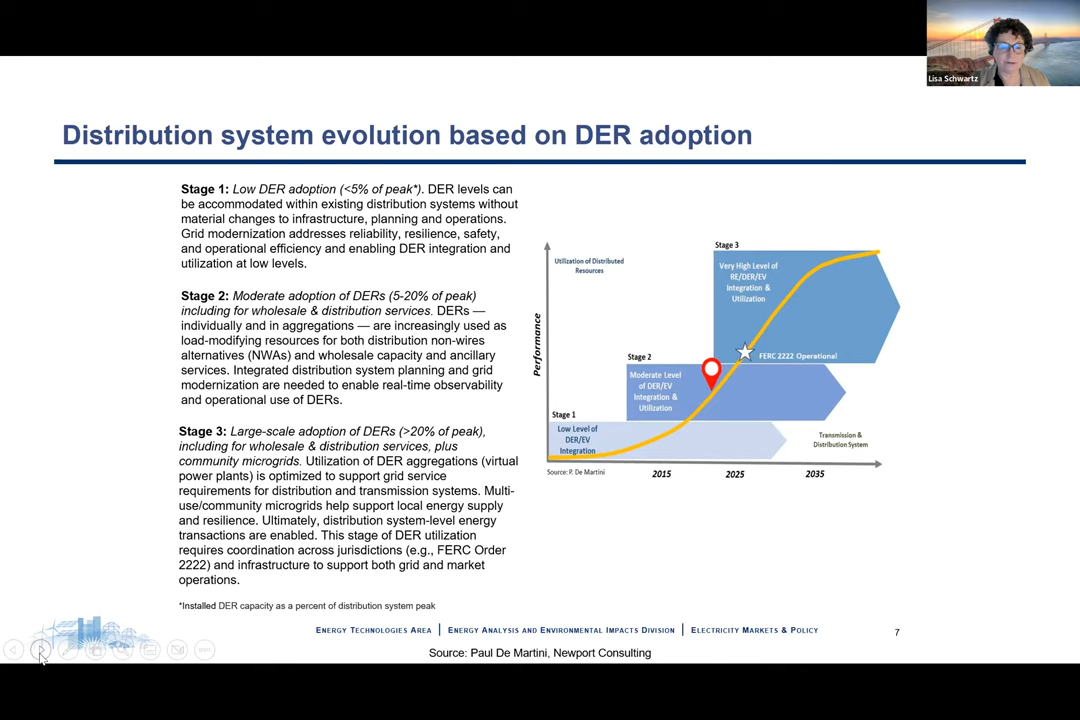 Lisa Schwartz
Distribution system evolution based on DER adoption
Stage 1: Low DER adoption (<5% of peak*). DER levels can
be accommodated within existing distribution systems without
material changes to infrastructure, planning and operations.
Grid modernization addresses reliability, resilience, safety,
and operational efficiency and enabling DER integration and
utilization at low levels.
Stage 2: Moderate adoption of DERs (5-20% of peak)
including for wholesale & distribution services. DERs —
individually and in aggregations — are increasingly used as
load-modifying resources for both distribution non-wires
alternatives (NWAs) and wholesale capacity and ancillary
services. Integrated distribution system planning and grid
modernization are needed to enable real-time observability
and operational use of DERs.
Stage 3: Large-scale adoption of DERs (>20% of peak),
including for wholesale & distribution services, plus
community microgrids. Utilization of DER aggregations (virtual
power plants) is optimized to support grid service
requirements for distribution and transmission systems. Multi-
use/community microgrids help support local energy supply
and resilience. Ultimately, distribution system-level energy
transactions are enabled. This stage of DER utilization
requires coordination across jurisdictions (e.g., FERC Order
2222) and infrastructure to support both grid and market
operations.
*Installed DER capacity as a percent of distribution system peak
Performance
Utilization of Distributed
Resources
Stage 3
Very High Level of
RE/DER/EV
Integration &
Utilization
FERC 2222 Operational
Stage 2
Moderate Level
of DER/EV
Integration &
Utilization
Stage 1
Low Level of
DER/EV
Integration
Transmission &
Distribution System
Source: P. De Martini
2015
2025
2035
ENERGY TECHNOLOGIES AREA | ENERGY ANALYSIS AND ENVIRONMENTAL IMPACTS DIVISION | ELECTRICITY MARKETS & POLICY
7
Source: Paul De Martini, Newport Consulting